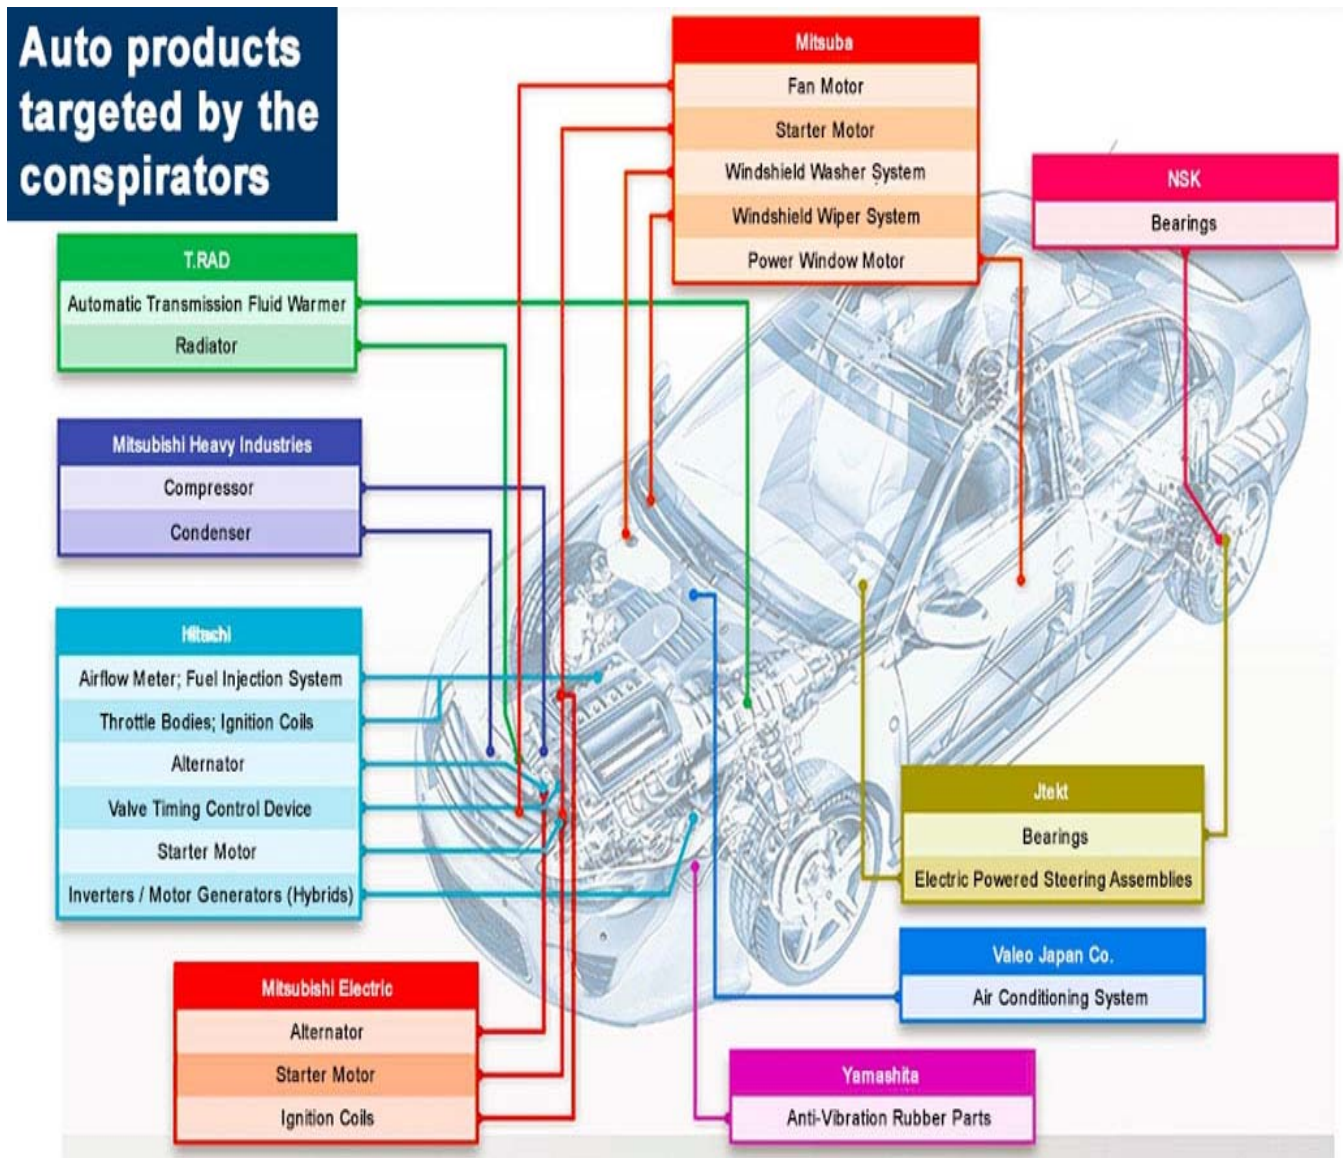 Auto products
targeted by the
conspirators
Mitsuba
Fan Motor
Starter Motor
Windshield Washer System
Windshield Wiper System
Power Window Motor
NSK
Bearings
T.RAD
Automatic Transmission Fluid Warmer
Radiator
Mitsubishi Heavy Industries
Compressor
Condenser
Hitachi
Airflow Meter; Fuel Injection System
Throttle Bodies; Ignition Coils
Alternator
Valve Timing Control Device
Starter Motor
Inverters / Motor Generators (Hybrids)
Jtekt
Bearings
Electric Powered Steering Assemblies
Valeo Japan Co.
Air Conditioning System
Mitsubishi Electric
Alternator
Starter Motor
Ignition Coils
Yamashita
Anti-Vibration Rubber Parts